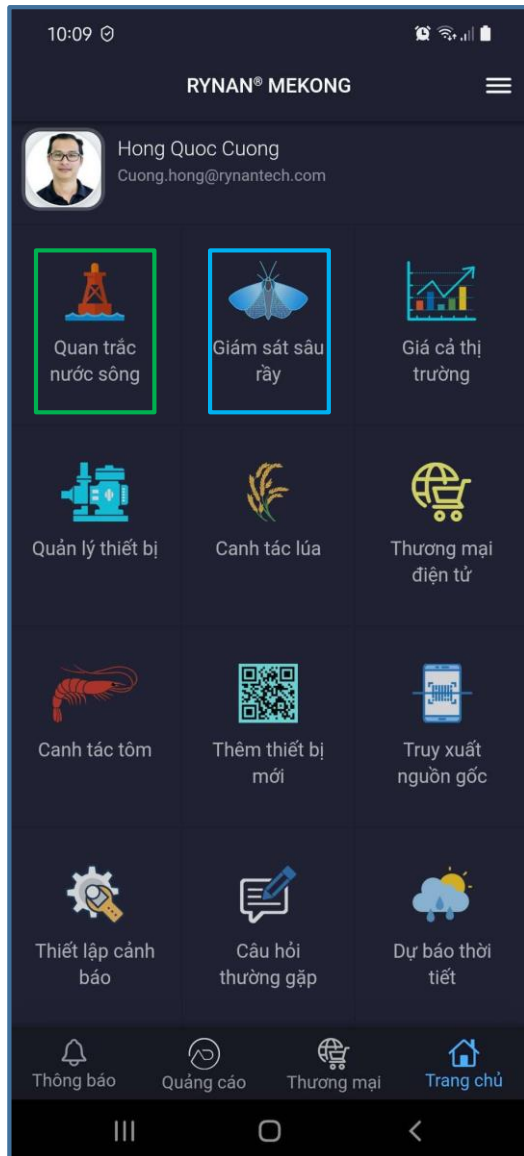 10:09
RYNAN® MEKONG
Hong Quoc Cuong
Cuong.hong@rynantech.com
Quan trắc
nước sông
Giám sát sâu
rầy
Giá cả thị
trường
Quản lý thiết bị
Canh tác lúa
Thương mại
điện tử
Canh tác tôm
Thêm thiết bị
mới
Truy xuất
nguồn gốc
Thiết lập cảnh
báo
Câu hỏi
thường gặp
Dự báo thời
tiết
Thông báo
Quảng cáo
Thương mại
Trang chủ